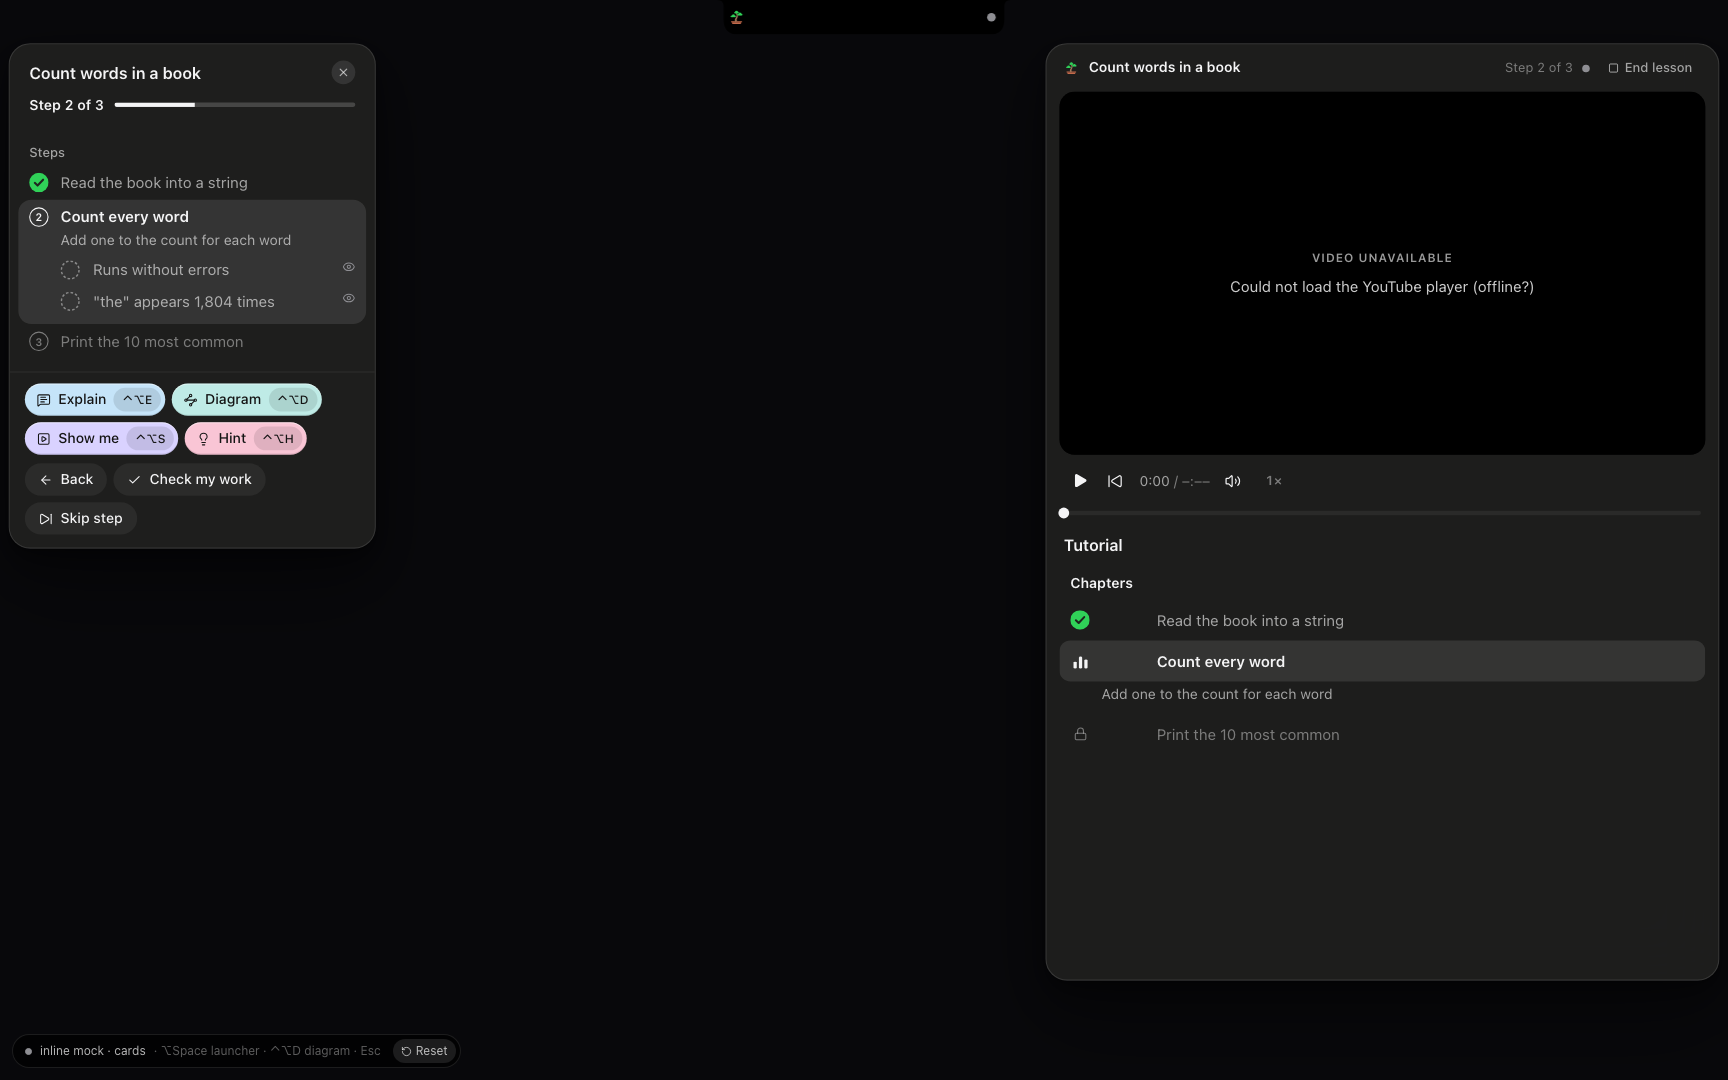 Count words in a book
Step 2 of 3
Steps
Read the book into a string
2 Count every word
Add one to the count for each word
Runs without errors
"the" appears 1,804 times
3 Print the 10 most common
Explain ⌃⌥E
Diagram ⌃⌥D
Show me ⌃⌥S
Hint ⌃⌥H
Back
Check my work
Skip step
Count words in a book
Step 2 of 3
End lesson
VIDEO UNAVAILABLE
Could not load the YouTube player (offline?)
0:00 / –:––
1×
Tutorial
Chapters
Read the book into a string
Count every word
Add one to the count for each word
Print the 10 most common
inline mock · cards · ⌥Space launcher · ⌃⌥D diagram · Esc
Reset